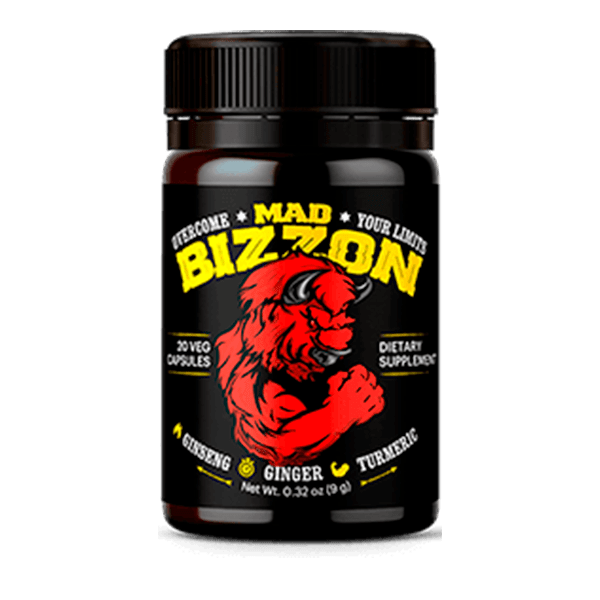 OVERCOME * MAD * YOUR LIMITS
BIZZON
20 VEG
CAPSULES
DIETARY
SUPPLEMENT
GINSENG GINGER TURMERIC
Net Wt. 0.32 oz (9 g)